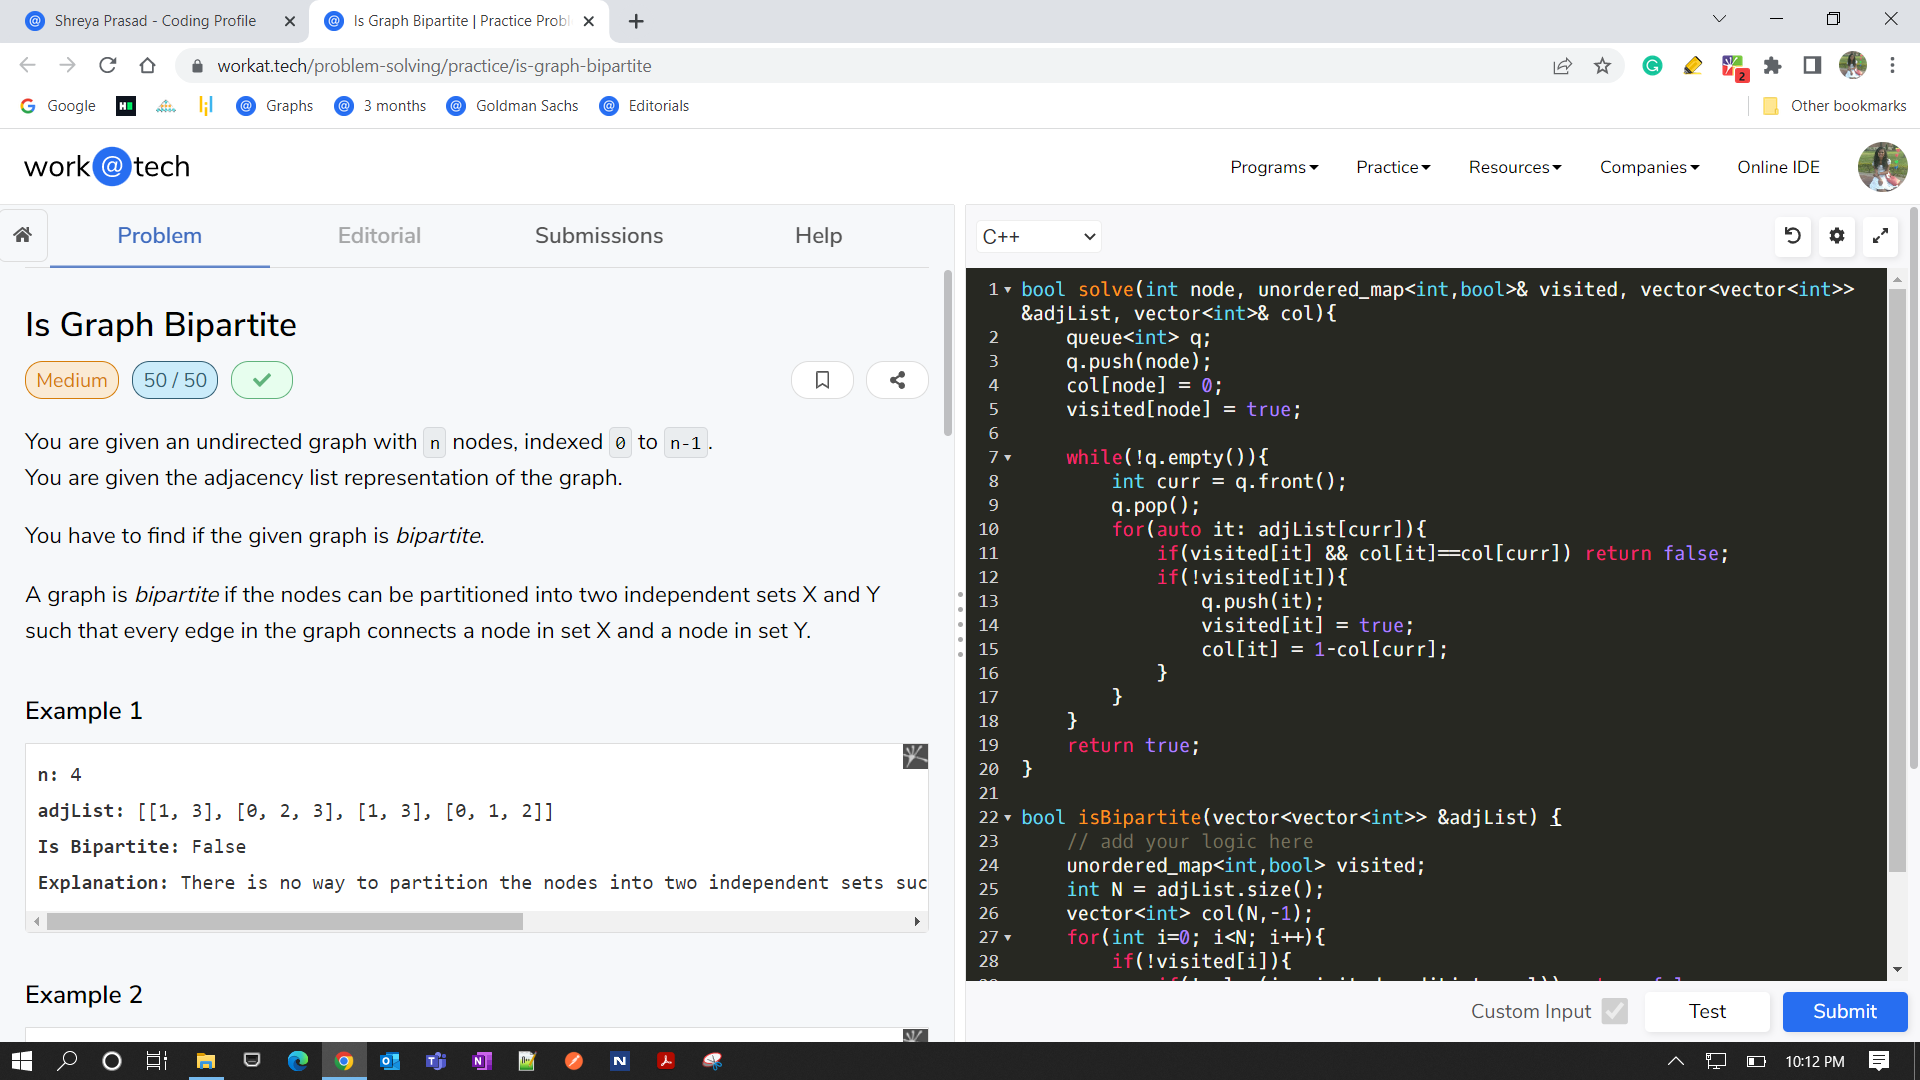 Shreya Prasad - Coding Profile
Is Graph Bipartite | Practice Probl
workat.tech/problem-solving/practice/is-graph-bipartite
2
Google
Graphs
3 months
Goldman Sachs
Editorials
Other bookmarks
work@tech
Programs
Practice
Resources
Companies
Online IDE
Problem
Editorial
Submissions
Help
Is Graph Bipartite
Medium
50 / 50
You are given an undirected graph with n nodes, indexed 0 to n-1.
You are given the adjacency list representation of the graph.
You have to find if the given graph is bipartite.
A graph is bipartite if the nodes can be partitioned into two independent sets X and Y
such that every edge in the graph connects a node in set X and a node in set Y.
Example 1
n: 4
adjList: [[1, 3], [0, 2, 3], [1, 3], [0, 1, 2]]
Is Bipartite: False
Explanation: There is no way to partition the nodes into two independent sets suc
Example 2
C++
1 bool solve(int node, unordered_map<int,bool>& visited, vector<vector<int>>
&adjList, vector<int>& col){
2 queue<int> q;
3 q.push(node);
4 col[node] = 0;
5 visited[node] = true;
6
7 while(!q.empty()){
8 int curr = q.front();
9 q.pop();
10 for(auto it: adjList[curr]){
11 if(visited[it] && col[it]==col[curr]) return false;
12 if(!visited[it]){
13 q.push(it);
14 visited[it] = true;
15 col[it] = 1-col[curr];
16 }
17 }
18 }
19 return true;
20 }
21
22 bool isBipartite(vector<vector<int>> &adjList) {
23 // add your logic here
24 unordered_map<int,bool> visited;
25 int N = adjList.size();
26 vector<int> col(N,-1);
27 for(int i=0; i<N; i++){
28 if(!visited[i]){
Custom Input
Test
Submit
10:12 PM